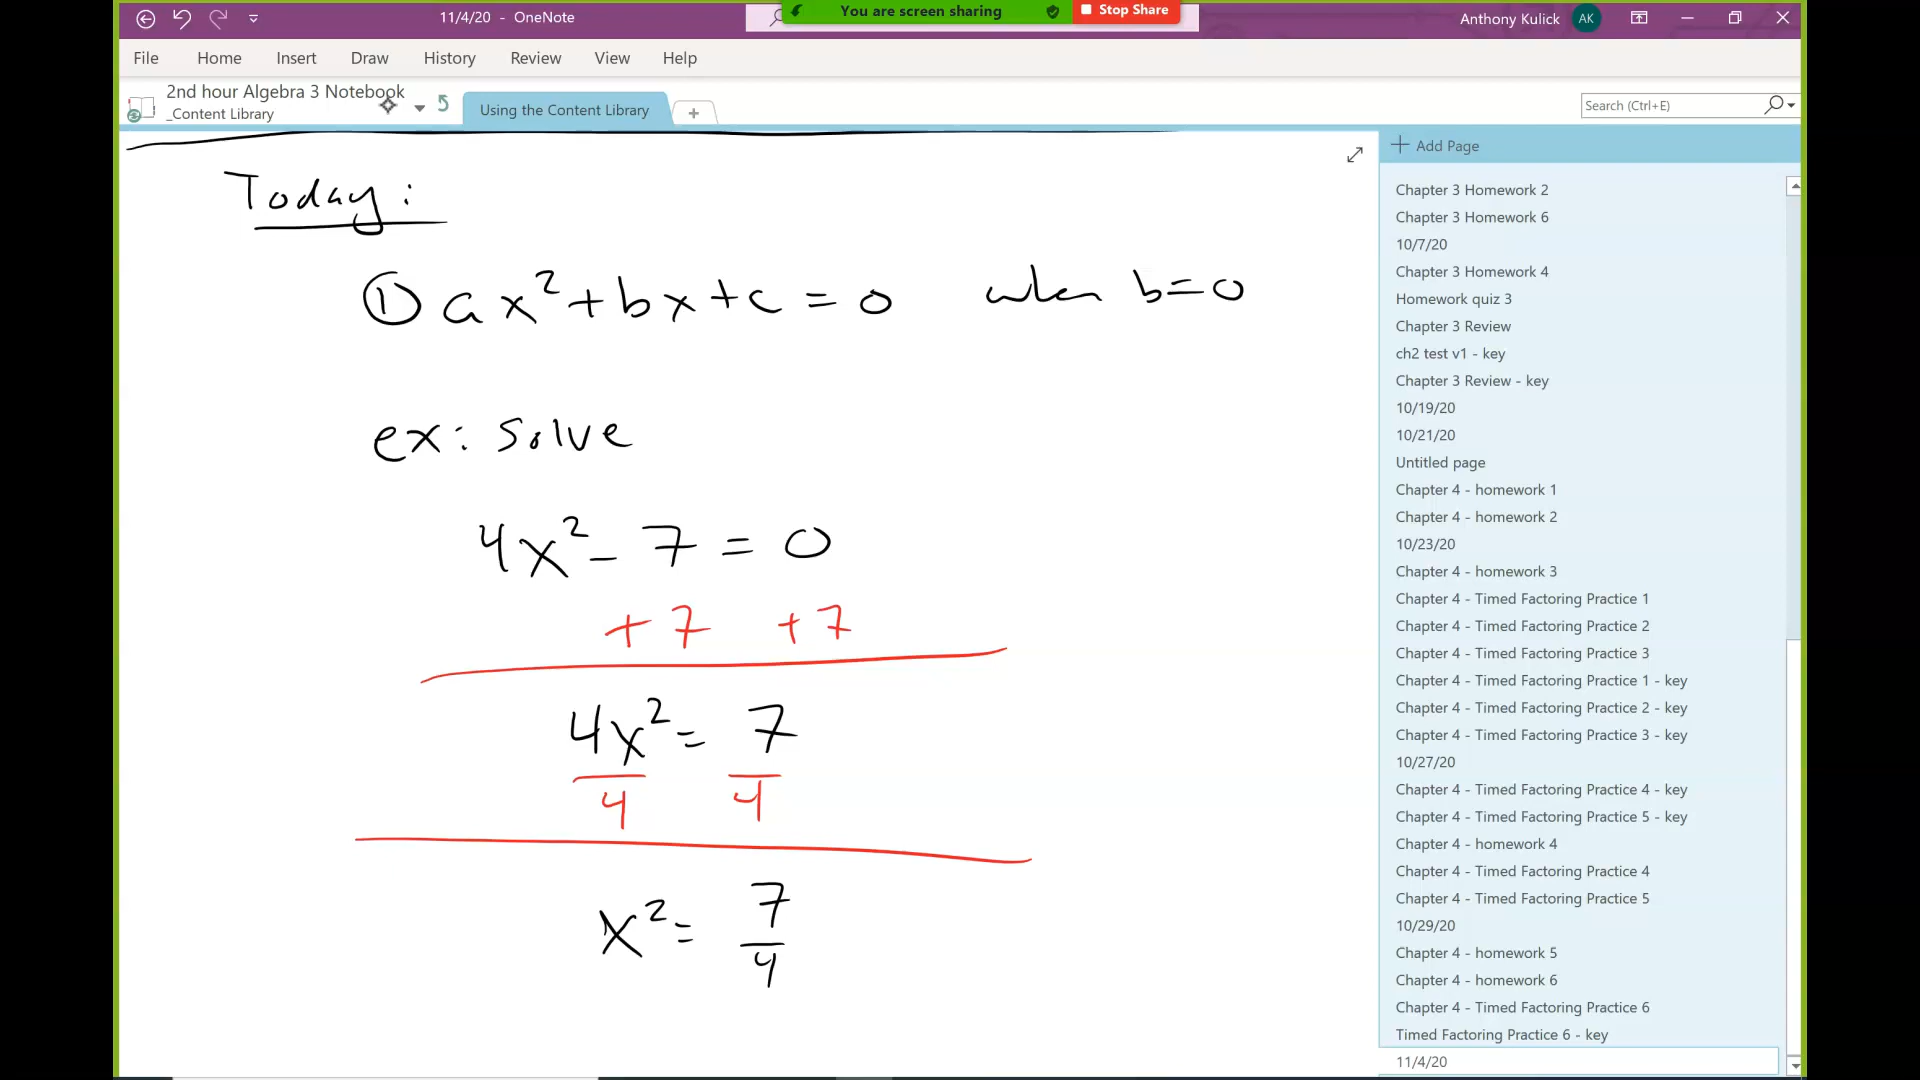 11/4/20 - OneNote
You are screen sharing
Stop Share
Anthony Kulick
AK
File Home Insert Draw History Review View Help
2nd hour Algebra 3 Notebook
_Content Library
Using the Content Library
Search (Ctrl+E)
Today:
① ax²+bx+c=0 when b=0
ex: solve
4x²-7=0
+7 +7
4x²= 7
4 4
x²= 7/4
Add Page
Chapter 3 Homework 2
Chapter 3 Homework 6
10/7/20
Chapter 3 Homework 4
Homework quiz 3
Chapter 3 Review
ch2 test v1 - key
Chapter 3 Review - key
10/19/20
10/21/20
Untitled page
Chapter 4 - homework 1
Chapter 4 - homework 2
10/23/20
Chapter 4 - homework 3
Chapter 4 - Timed Factoring Practice 1
Chapter 4 - Timed Factoring Practice 2
Chapter 4 - Timed Factoring Practice 3
Chapter 4 - Timed Factoring Practice 1 - key
Chapter 4 - Timed Factoring Practice 2 - key
Chapter 4 - Timed Factoring Practice 3 - key
10/27/20
Chapter 4 - Timed Factoring Practice 4 - key
Chapter 4 - Timed Factoring Practice 5 - key
Chapter 4 - homework 4
Chapter 4 - Timed Factoring Practice 4
Chapter 4 - Timed Factoring Practice 5
10/29/20
Chapter 4 - homework 5
Chapter 4 - homework 6
Chapter 4 - Timed Factoring Practice 6
Timed Factoring Practice 6 - key
11/4/20